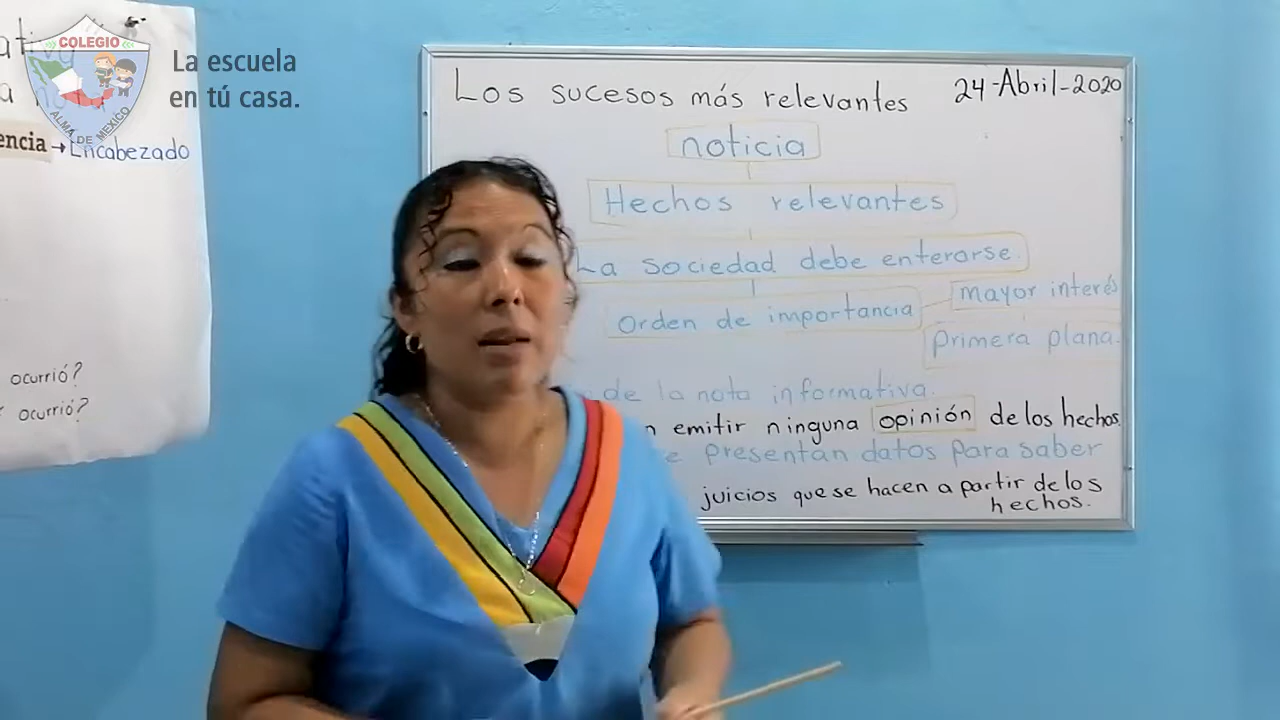 COLEGIO
ALMA DE MEXICO
La escuela
en tú casa.
encia → Encabezado
ocurrió?
ocurrió?
Los sucesos más relevantes
24-Abril-2020
noticia
Hechos relevantes
La sociedad debe enterarse.
Orden de importancia
mayor interés
Primera plana.
de la nota informativa.
n emitir ninguna opinión de los hechos.
e presentan datos para saber
juicios que se hacen a partir de los
hechos.